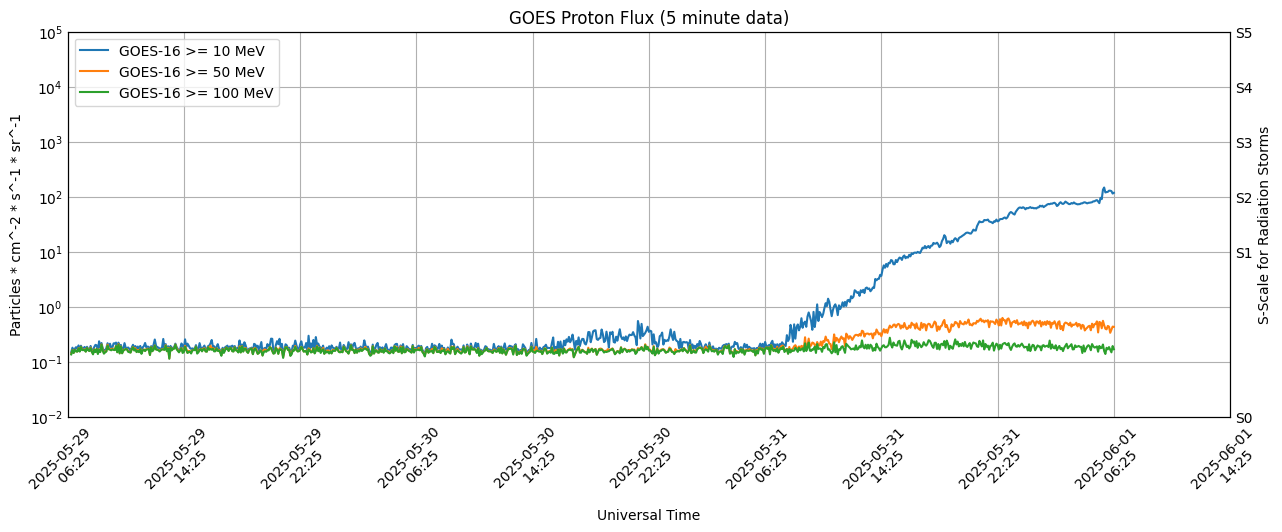 GOES Proton Flux (5 minute data)
GOES-16 >= 10 MeV
GOES-16 >= 50 MeV
GOES-16 >= 100 MeV
Particles * cm^-2 * s^-1 * sr^-1
10^5
10^4
10^3
10^2
10^1
10^0
10^-1
10^-2
S5
S4
S3
S2
S1
S0
S-Scale for Radiation Storms
2025-05-29
06:25
2025-05-29
14:25
2025-05-29
22:25
2025-05-30
06:25
2025-05-30
14:25
2025-05-30
22:25
2025-05-31
06:25
2025-05-31
14:25
2025-05-31
22:25
2025-06-01
06:25
2025-06-01
14:25
Universal Time